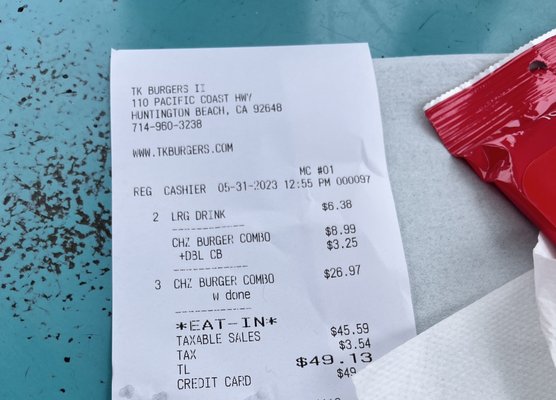 TK BURGERS II
110 PACIFIC COAST HWY
HUNTINGTON BEACH, CA 92648
714-960-3238
WWW.TKBURGERS.COM
MC #01
REG CASHIER 05-31-2023 12:55 PM 000097
2 LRG DRINK $6.38
CHZ BURGER COMBO $8.99
+DBL CB $3.25
3 CHZ BURGER COMBO $26.97
w done
*EAT-IN*
TAXABLE SALES $45.59
TAX $3.54
TL $49.13
CREDIT CARD $49